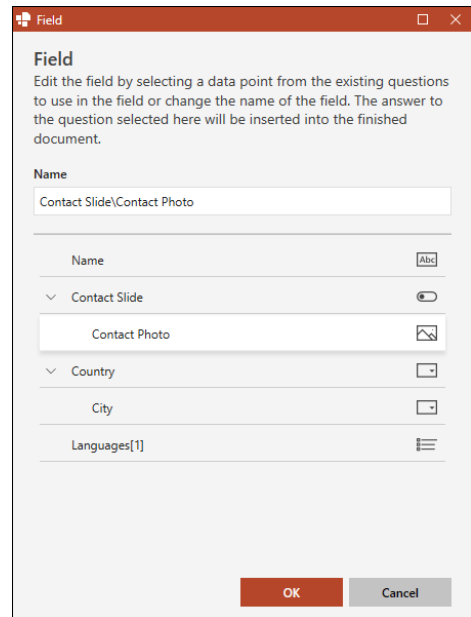 Field
Field
Edit the field by selecting a data point from the existing questions
to use in the field or change the name of the field. The answer to
the question selected here will be inserted into the finished
document.
Name
Contact Slide\Contact Photo
Name
Abc
Contact Slide
Contact Photo
Country
City
Languages[1]
OK
Cancel